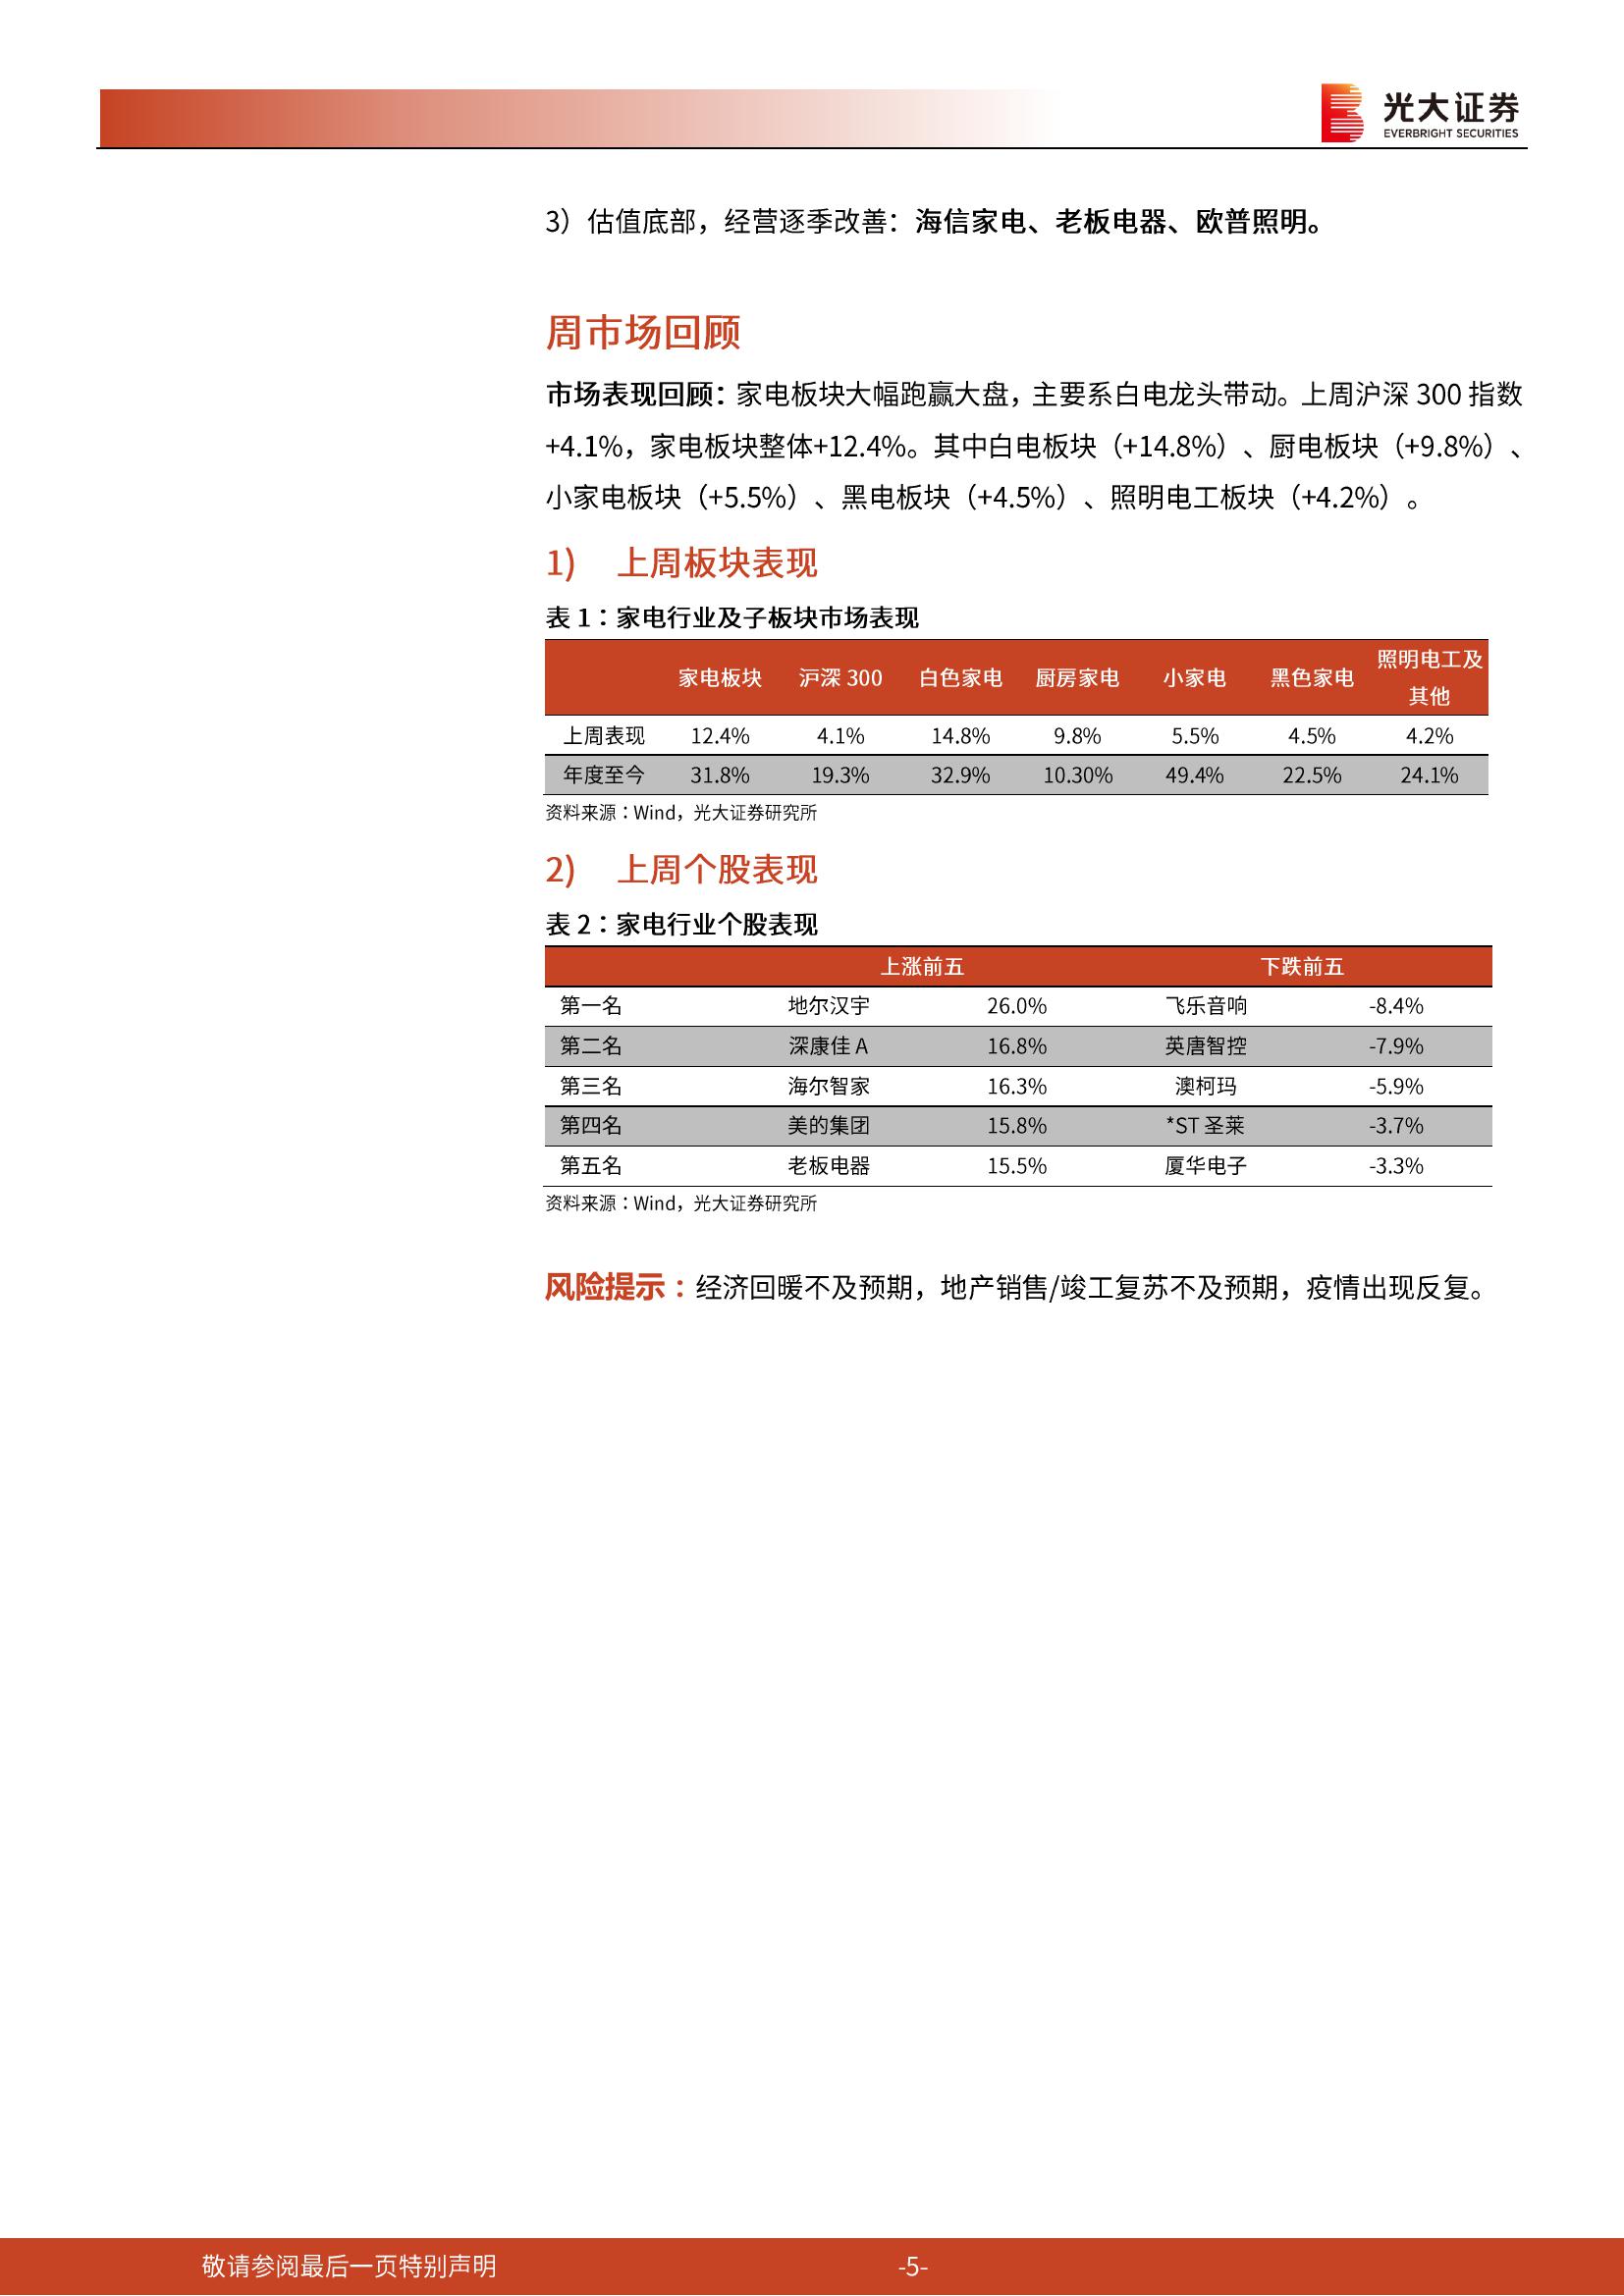 光大证券
EVERBRIGHT SECURITIES
3）估值底部，经营逐季改善：海信家电、老板电器、欧普照明。
周市场回顾
市场表现回顾：家电板块大幅跑赢大盘，主要系白电龙头带动。上周沪深 300 指数
+4.1%，家电板块整体+12.4%。其中白电板块（+14.8%）、厨电板块（+9.8%）、
小家电板块（+5.5%）、黑电板块（+4.5%）、照明电工板块（+4.2%）。
1) 上周板块表现
表 1：家电行业及子板块市场表现
家电板块 沪深 300 白色家电 厨房家电 小家电 黑色家电 照明电工及
其他
上周表现 12.4% 4.1% 14.8% 9.8% 5.5% 4.5% 4.2%
年度至今 31.8% 19.3% 32.9% 10.30% 49.4% 22.5% 24.1%
资料来源：Wind，光大证券研究所
2) 上周个股表现
表 2：家电行业个股表现
上涨前五 下跌前五
第一名 地尔汉宇 26.0% 飞乐音响 -8.4%
第二名 深康佳 A 16.8% 英唐智控 -7.9%
第三名 海尔智家 16.3% 澳柯玛 -5.9%
第四名 美的集团 15.8% *ST 圣莱 -3.7%
第五名 老板电器 15.5% 厦华电子 -3.3%
资料来源：Wind，光大证券研究所
风险提示：经济回暖不及预期，地产销售/竣工复苏不及预期，疫情出现反复。
敬请参阅最后一页特别声明 -5-